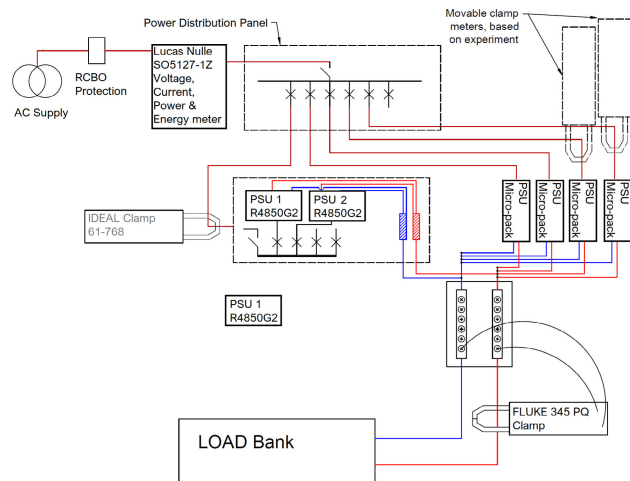 Power Distribution Panel
Movable clamp
meters, based
on experiment
AC Supply
RCBO
Protection
Lucas Nulle
SO5127-1Z
Voltage,
Current,
Power &
Energy meter
IDEAL Clamp
61-768
PSU 1
R4850G2
PSU 2
R4850G2
PSU
Micro-pack
PSU
Micro-pack
PSU
Micro-pack
PSU
Micro-pack
PSU 1
R4850G2
FLUKE 345 PQ
Clamp
LOAD Bank